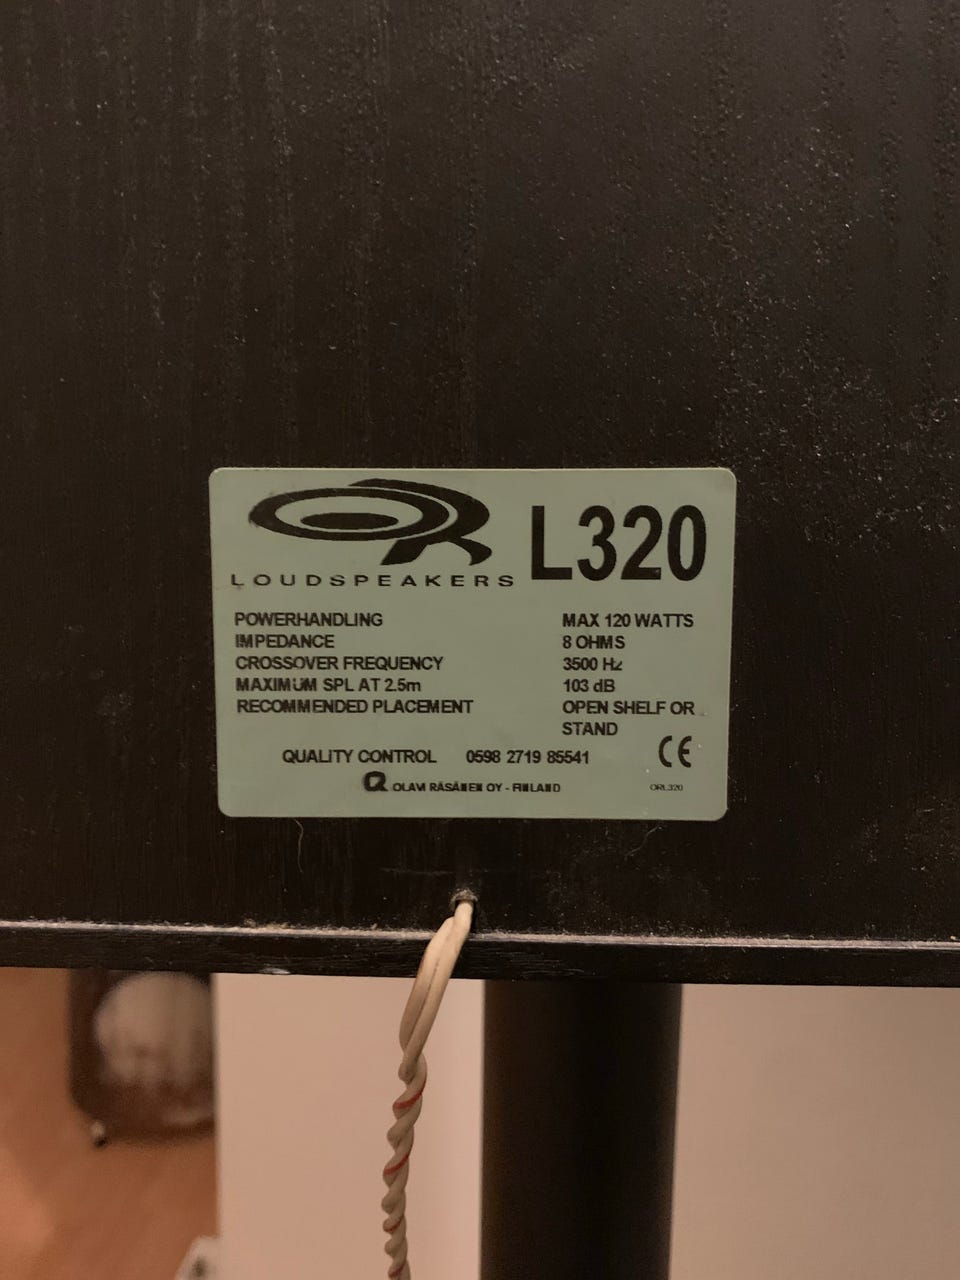 OR
LOUDSPEAKERS
L320
POWERHANDLING MAX 120 WATTS
IMPEDANCE 8 OHMS
CROSSOVER FREQUENCY 3500 Hz
MAXIMUM SPL AT 2.5m 103 dB
RECOMMENDED PLACEMENT OPEN SHELF OR
STAND
QUALITY CONTROL 0598 2719 85541
CE
OLAVI RÄSÄNEN OY - FINLAND
ORL320